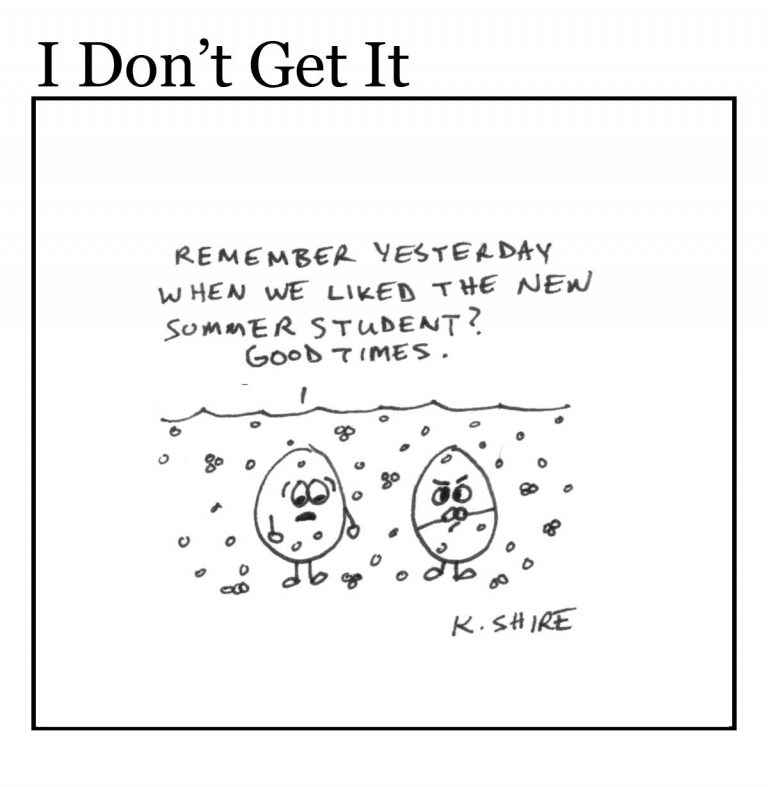 I Don’t Get It
REMEMBER YESTERDAY
WHEN WE LIKED THE NEW
SUMMER STUDENT?
GOOD TIMES.
K. SHIRE